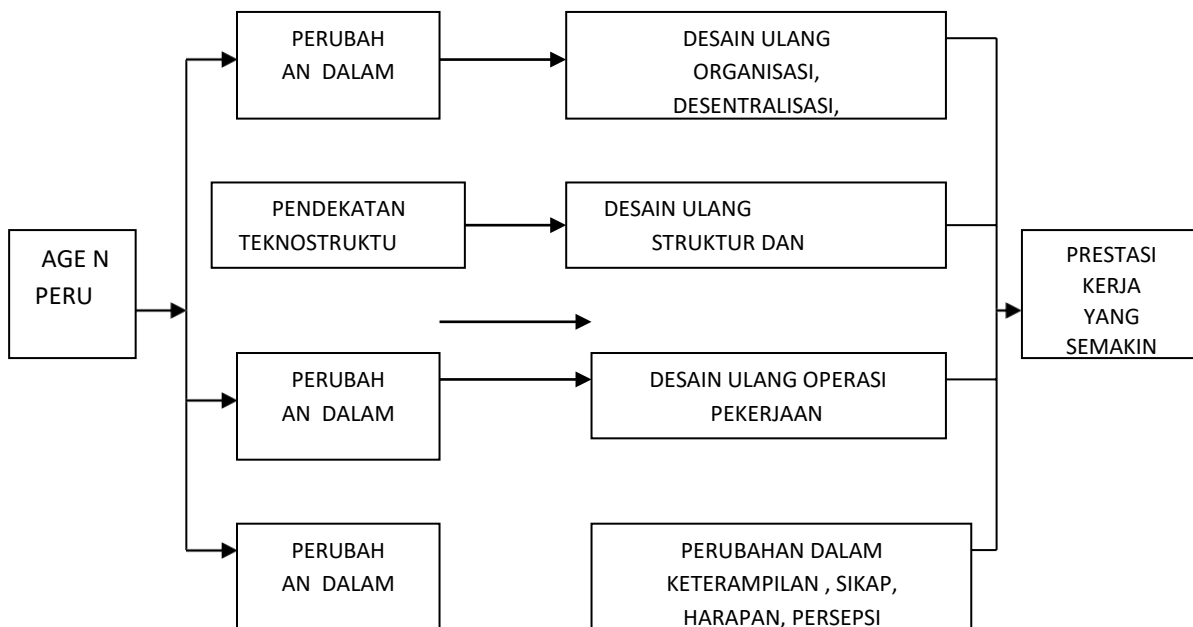 PERUBAH
AN DALAM
DESAIN ULANG
ORGANISASI,
DESENTRALISASI,
PENDEKATAN
TEKNOSTRUKTU
DESAIN ULANG
STRUKTUR DAN
AGE N
PERU
PRESTASI
KERJA
YANG
SEMAKIN
PERUBAH
AN DALAM
DESAIN ULANG OPERASI
PEKERJAAN
PERUBAH
AN DALAM
PERUBAHAN DALAM
KETERAMPILAN , SIKAP,
HARAPAN, PERSEPSI